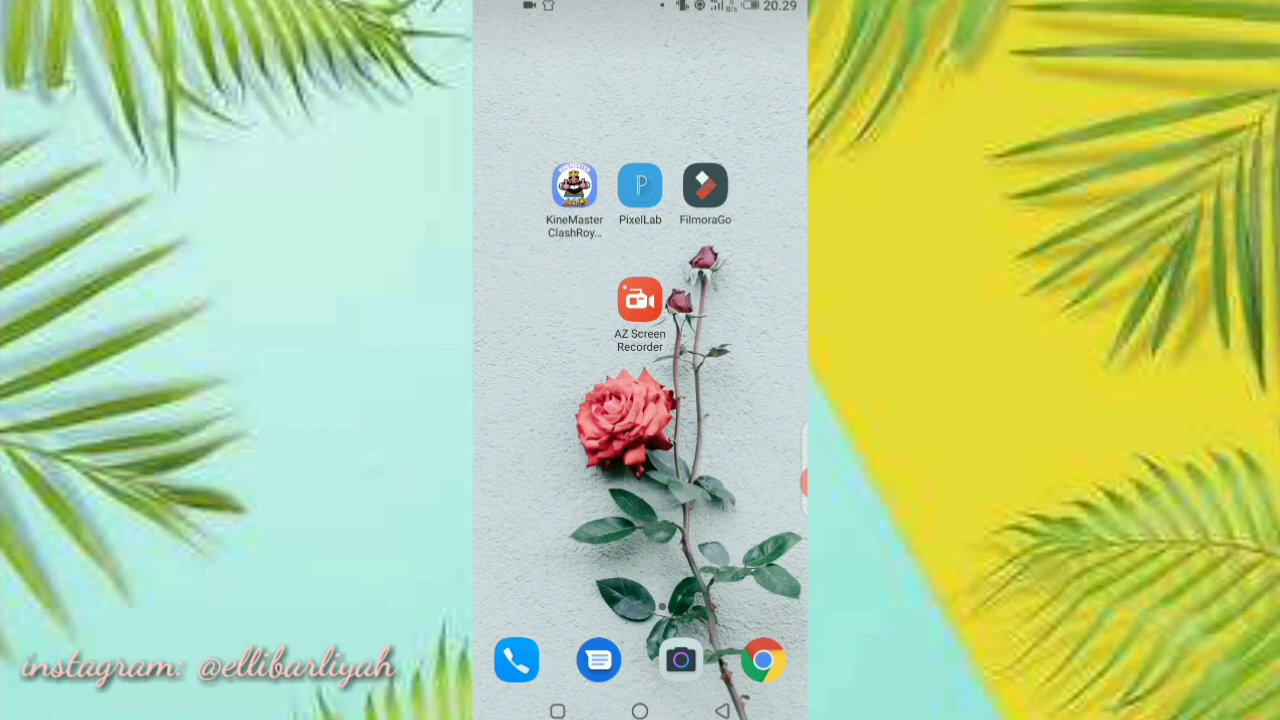 20.29
KineMaster
ClashRoy...
PixelLab
FilmoraGo
AZ Screen
Recorder
instagram: @ellibarliyah